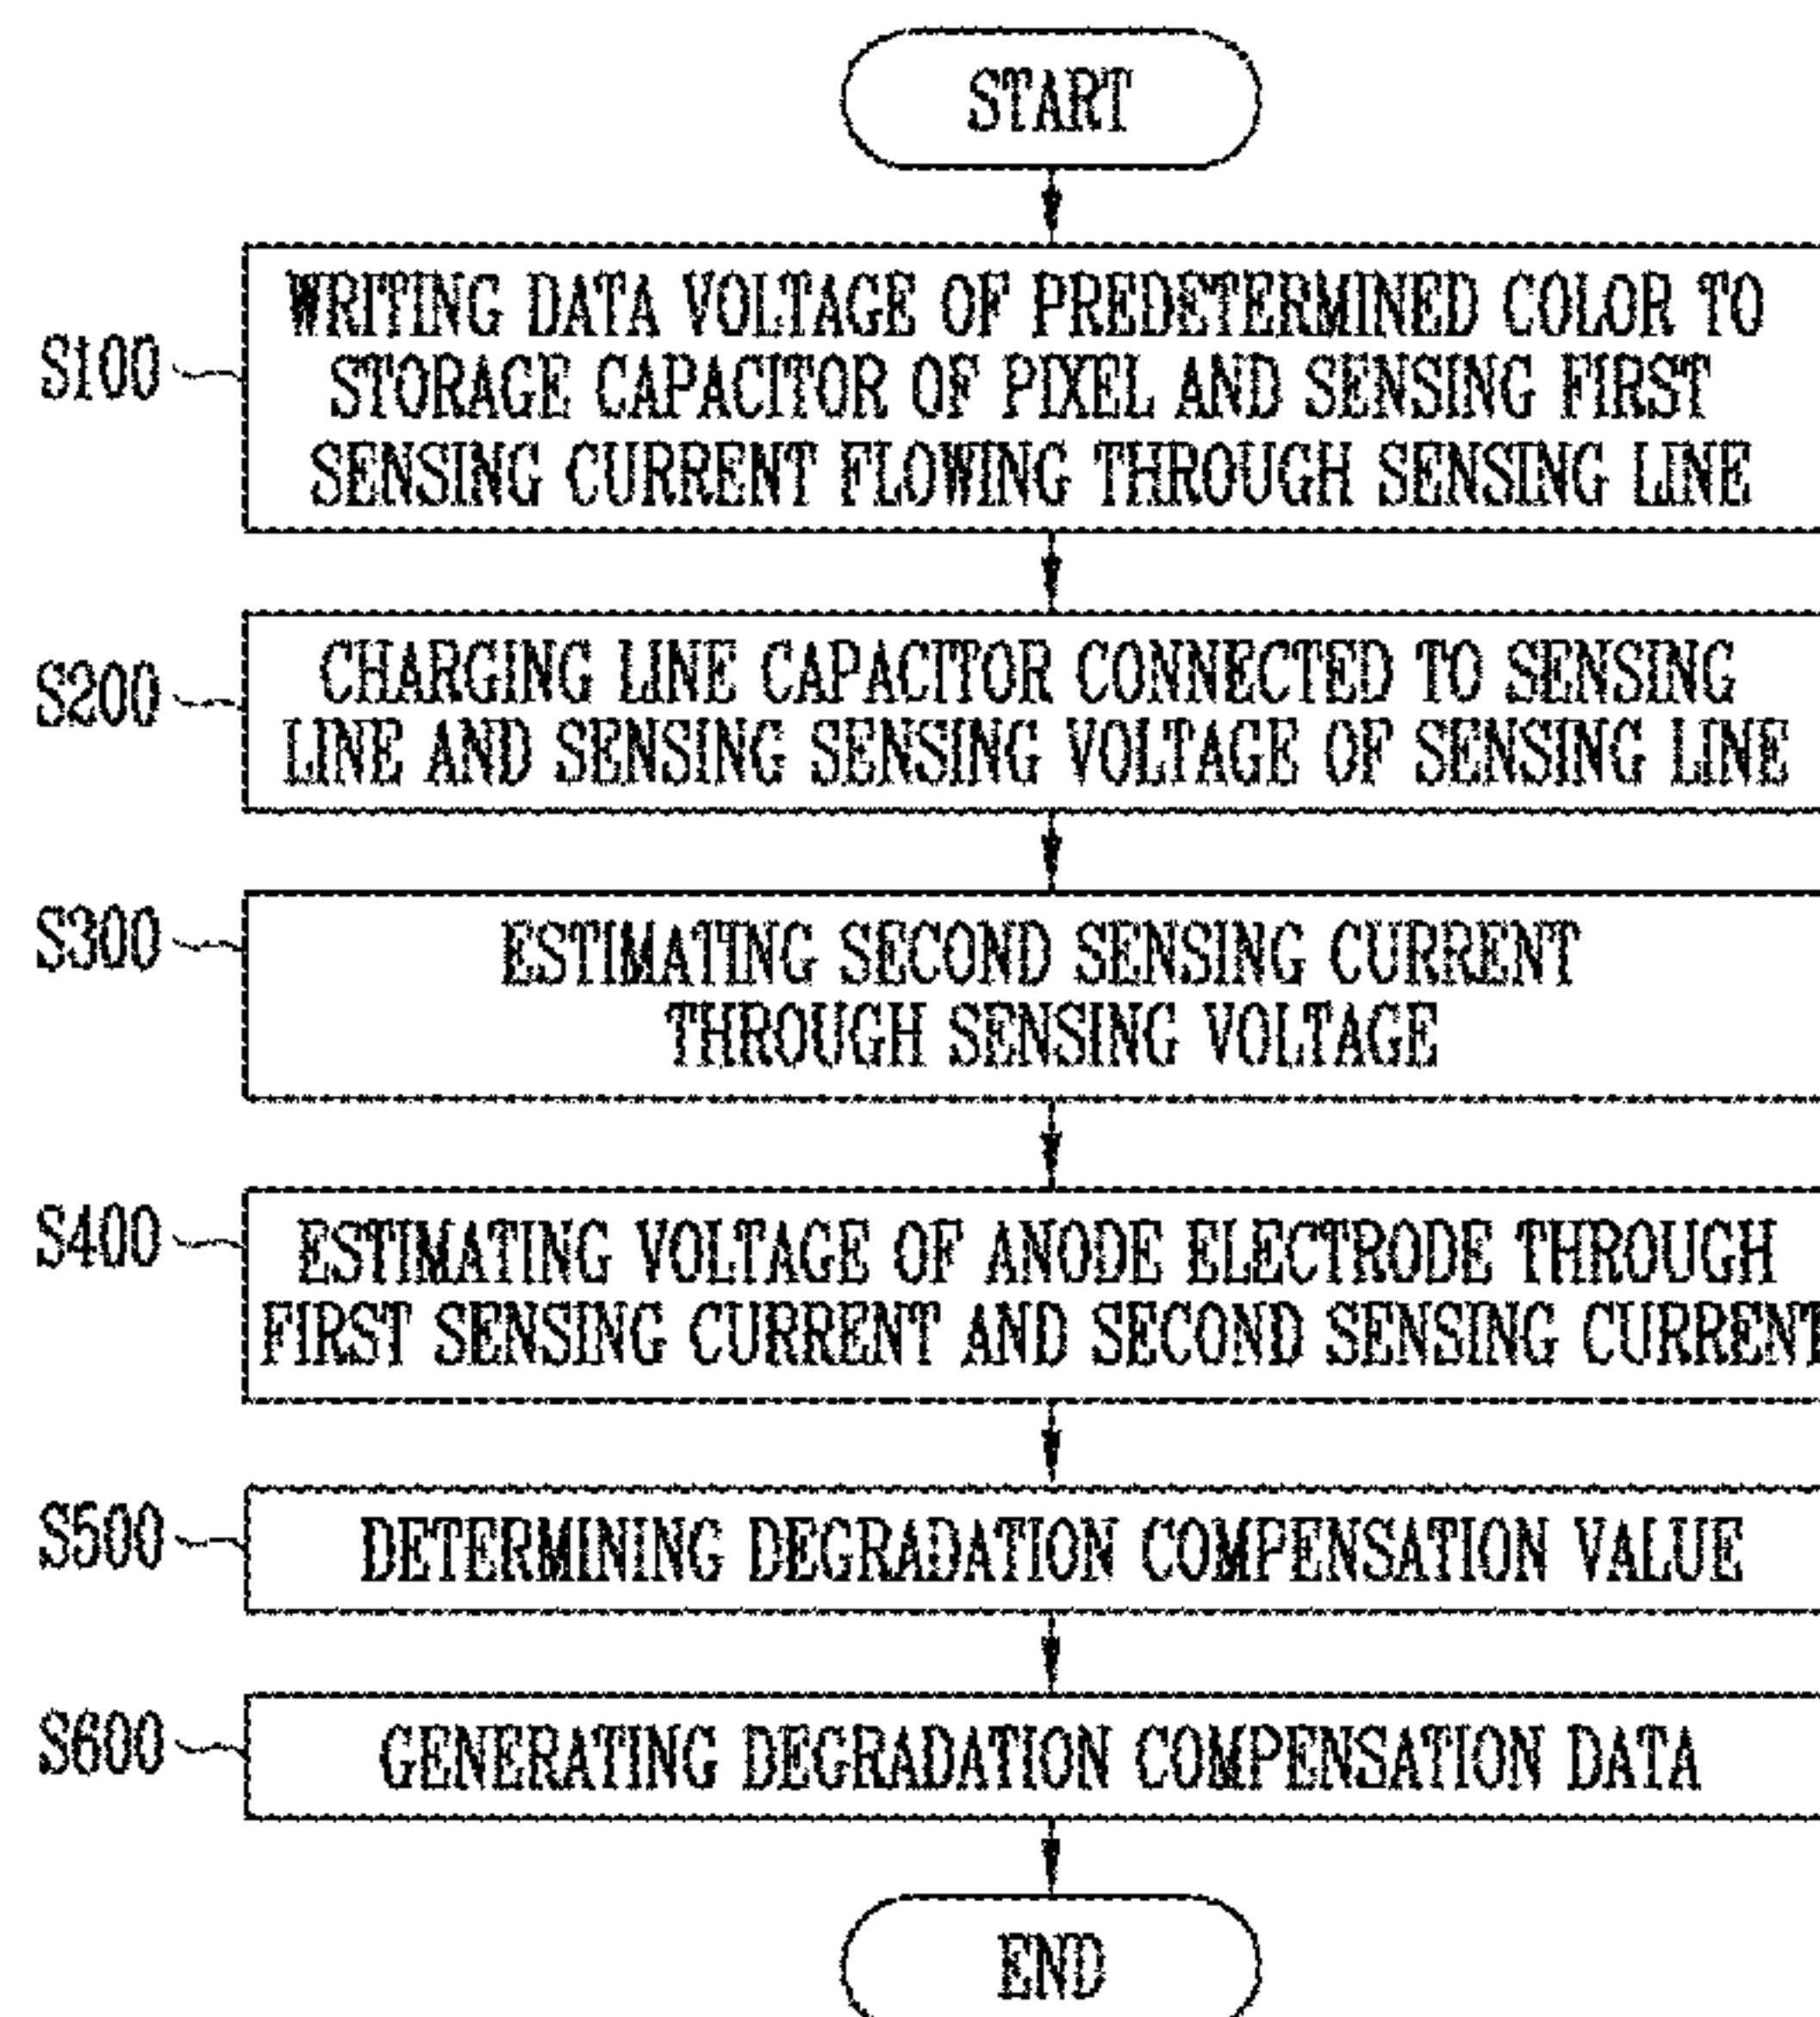 START
S100
WRITING DATA VOLTAGE OF PREDETERMINED COLOR TO
STORAGE CAPACITOR OF PIXEL AND SENSING FIRST
SENSING CURRENT FLOWING THROUGH SENSING LINE
S200
CHARGING LINE CAPACITOR CONNECTED TO SENSING
LINE AND SENSING SENSING VOLTAGE OF SENSING LINE
S300
ESTIMATING SECOND SENSING CURRENT
THROUGH SENSING VOLTAGE
S400
ESTIMATING VOLTAGE OF ANODE ELECTRODE THROUGH
FIRST SENSING CURRENT AND SECOND SENSING CURRENT
S500
DETERMINING DEGRADATION COMPENSATION VALUE
S600
GENERATING DEGRADATION COMPENSATION DATA
END